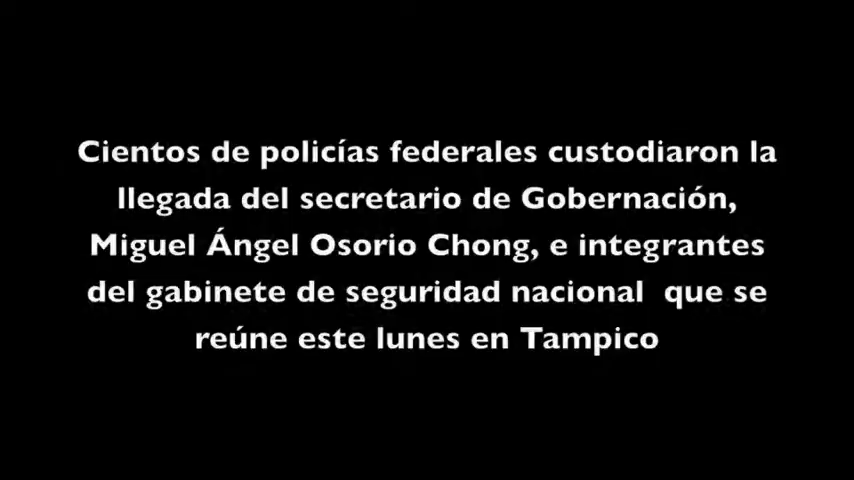 Cientos de policías federales custodiaron la
llegada del secretario de Gobernación,
Miguel Ángel Osorio Chong, e integrantes
del gabinete de seguridad nacional  que se
reúne este lunes en Tampico